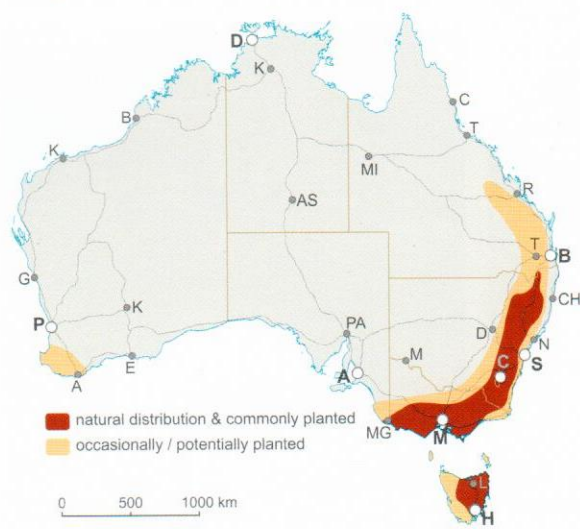 D
K
C
B
T
K
MI
R
AS
T
B
G
CH
K
P
PA
D
N
M
S
E
A
A
C
natural distribution & commonly planted
MG
M
occasionally / potentially planted
L
0 500 1000 km
H